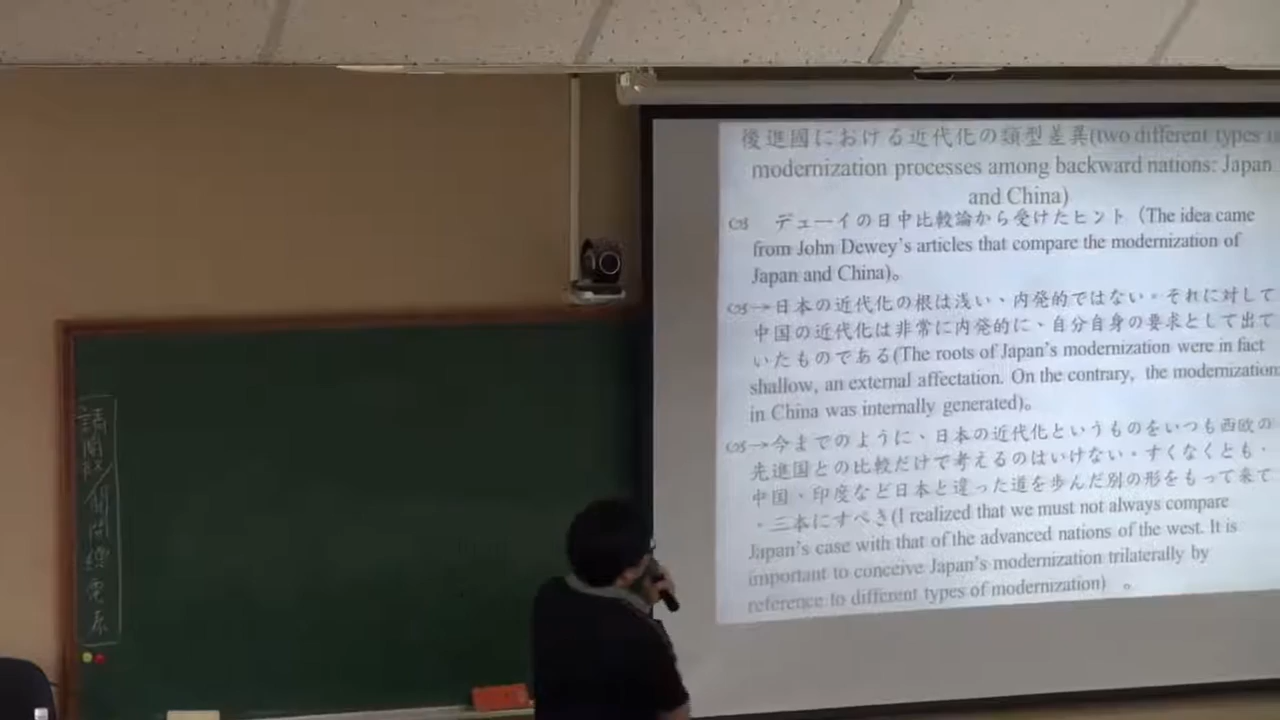 後進國における近代化の類型差異(two different types
modernization processes among backward nations: Japan
and China)
デューイの日中比較論から受けたヒント (The idea came
from John Dewey's articles that compare the modernization of
Japan and China)。
→日本の近代化の根は浅い、内発的ではない。それに対して
中国の近代化は非常に内発的に、自分自身の要求として出て
いたものである(The roots of Japan's modernization were in fact
shallow, an external affectation. On the contrary, the modernization
in China was internally generated)。
→今までのように、日本の近代化というものをいつも西欧の
先進国との比較だけで考えるのはいけない。すくなくとも、
中国、印度など日本と違った道を歩んだ別の形をもって来て
、三本にすべき(I realized that we must not always compare
Japan's case with that of the advanced nations of the west. It is
important to conceive Japan's modernization trilaterally by
reference to different types of modernization) 。
請關
電